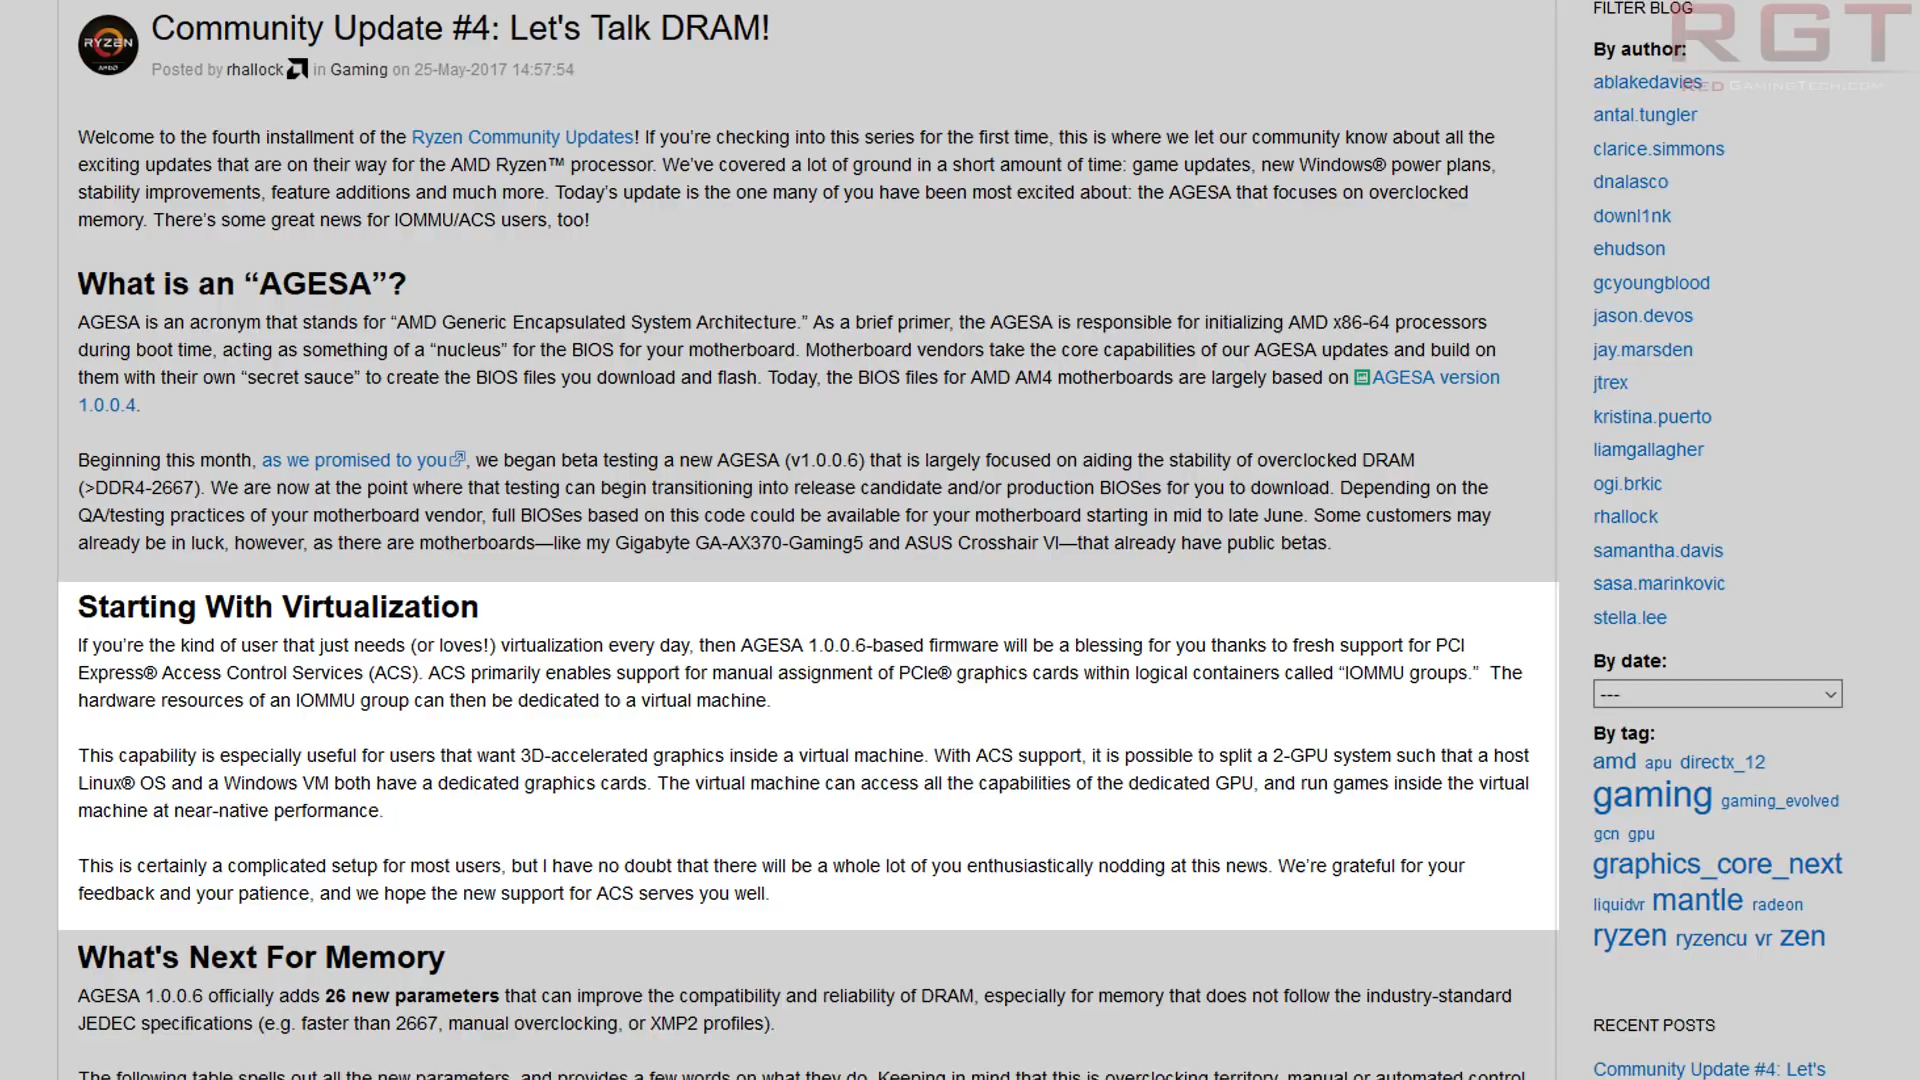 Community Update #4: Let's Talk DRAM!
RYZEN
AMD
Posted by rhallock in Gaming on 25-May-2017 14:57:54
Welcome to the fourth installment of the Ryzen Community Updates! If you’re checking into this series for the first time, this is where we let our community know about all the
exciting updates that are on their way for the AMD Ryzen™ processor. We’ve covered a lot of ground in a short amount of time: game updates, new Windows® power plans,
stability improvements, feature additions and much more. Today’s update is the one many of you have been most excited about: the AGESA that focuses on overclocked
memory. There’s some great news for IOMMU/ACS users, too!
What is an “AGESA”?
AGESA is an acronym that stands for “AMD Generic Encapsulated System Architecture.” As a brief primer, the AGESA is responsible for initializing AMD x86-64 processors
during boot time, acting as something of a “nucleus” for the BIOS for your motherboard. Motherboard vendors take the core capabilities of our AGESA updates and build on
them with their own “secret sauce” to create the BIOS files you download and flash. Today, the BIOS files for AMD AM4 motherboards are largely based on AGESA version
1.0.0.4.
Beginning this month, as we promised to you, we began beta testing a new AGESA (v1.0.0.6) that is largely focused on aiding the stability of overclocked DRAM
(>DDR4-2667). We are now at the point where that testing can begin transitioning into release candidate and/or production BIOSes for you to download. Depending on the
QA/testing practices of your motherboard vendor, full BIOSes based on this code could be available for your motherboard starting in mid to late June. Some customers may
already be in luck, however, as there are motherboards—like my Gigabyte GA-AX370-Gaming5 and ASUS Crosshair VI—that already have public betas.
Starting With Virtualization
If you’re the kind of user that just needs (or loves!) virtualization every day, then AGESA 1.0.0.6-based firmware will be a blessing for you thanks to fresh support for PCI
Express® Access Control Services (ACS). ACS primarily enables support for manual assignment of PCIe® graphics cards within logical containers called “IOMMU groups.”  The
hardware resources of an IOMMU group can then be dedicated to a virtual machine.
This capability is especially useful for users that want 3D-accelerated graphics inside a virtual machine. With ACS support, it is possible to split a 2-GPU system such that a host
Linux® OS and a Windows VM both have a dedicated graphics cards. The virtual machine can access all the capabilities of the dedicated GPU, and run games inside the virtual
machine at near-native performance.
This is certainly a complicated setup for most users, but I have no doubt that there will be a whole lot of you enthusiastically nodding at this news. We’re grateful for your
feedback and your patience, and we hope the new support for ACS serves you well.
What's Next For Memory
AGESA 1.0.0.6 officially adds 26 new parameters that can improve the compatibility and reliability of DRAM, especially for memory that does not follow the industry-standard
JEDEC specifications (e.g. faster than 2667, manual overclocking, or XMP2 profiles).
The following table spells out all the new parameters, and provides a few words on what they do. Keeping in mind that this is overclocking territory, manual or automated control
FILTER BLOG
RGT
RED GAMINGTECH.COM
By author:
ablakedavies
antal.tungler
clarice.simmons
dnalasco
downl1nk
ehudson
gcyoungblood
jason.devos
jay.marsden
jtrex
kristina.puerto
liamgallagher
ogi.brkic
rhallock
samantha.davis
sasa.marinkovic
stella.lee
By date:
---
By tag:
amd apu directx_12
gaming gaming_evolved
gcn gpu
graphics_core_next
liquidvr mantle radeon
ryzen ryzencu vr zen
RECENT POSTS
Community Update #4: Let's